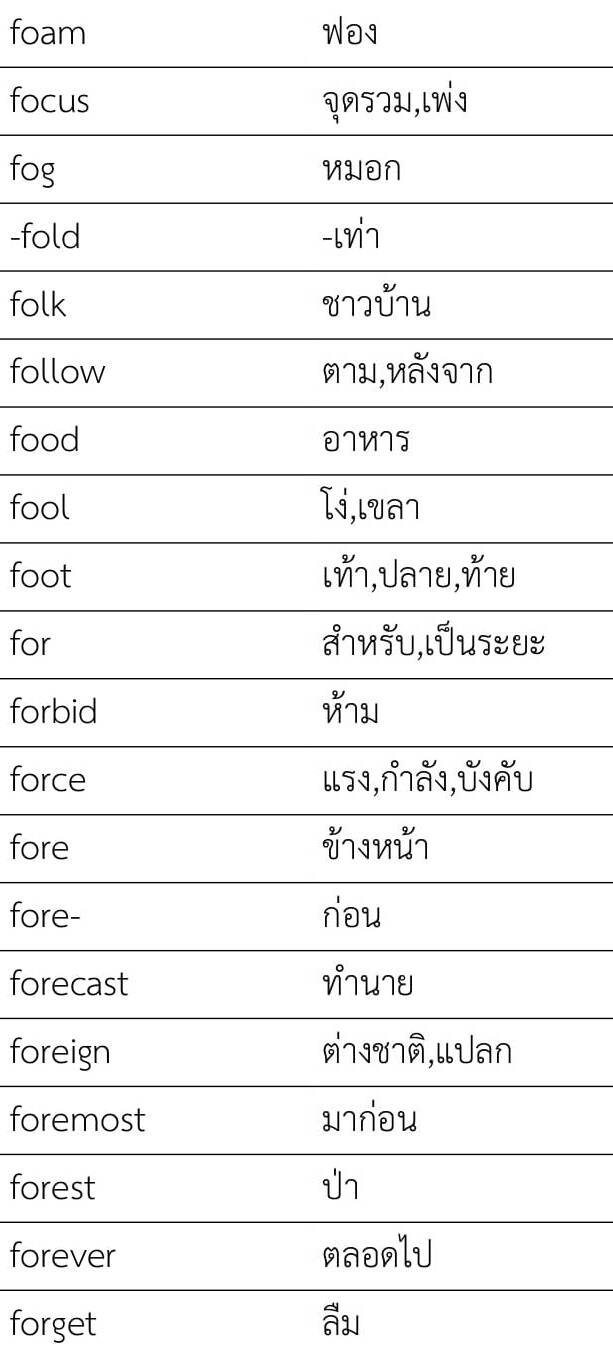 foam ฟอง
focus จุดรวม,เพ่ง
fog หมอก
-fold -เท่า
folk ชาวบ้าน
follow ตาม,หลังจาก
food อาหาร
fool โง่,เขลา
foot เท้า,ปลาย,ท้าย
for สำหรับ,เป็นระยะ
forbid ห้าม
force แรง,กำลัง,บังคับ
fore ข้างหน้า
fore- ก่อน
forecast ทำนาย
foreign ต่างชาติ,แปลก
foremost มาก่อน
forest ป่า
forever ตลอดไป
forget ลืม